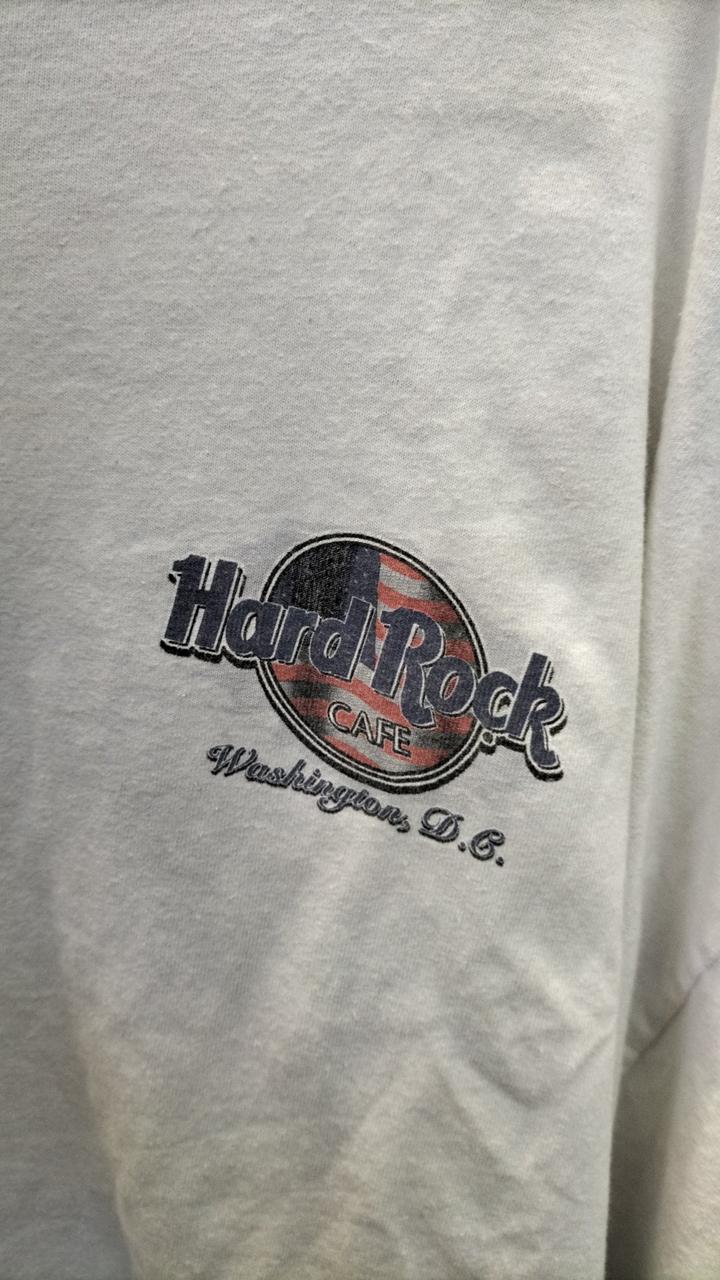 Hard Rock
CAFE
Washington, D.C.